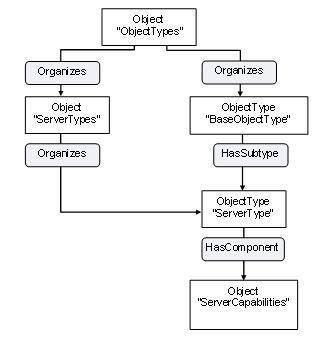 Object
"ObjectTypes"
Organizes
Organizes
Object
"ServerTypes"
ObjectType
"BaseObjectType"
Organizes
HasSubtype
ObjectType
"ServerType"
HasComponent
Object
"ServerCapabilities"